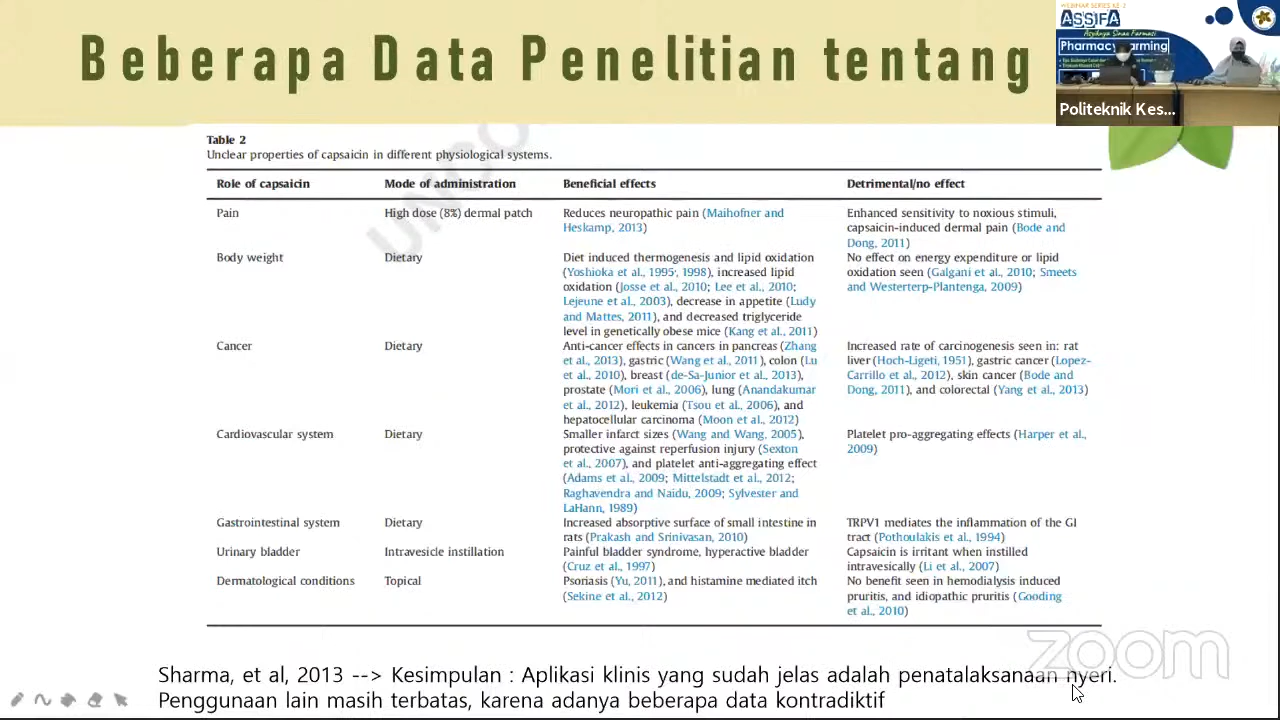 Beberapa Data Penelitian tentang
WEBINAR SERIES KE 2
ASSIFA
Asyiknya Sinau Farmasi
Politeknik Kes...
Table 2
Unclear properties of capsaicin in different physiological systems.
Role of capsaicin Mode of administration Beneficial effects Detrimental/no effect
Pain High dose (8%) dermal patch Reduces neuropathic pain (Maihofner and Enhanced sensitivity to noxious stimuli,
Heskamp, 2013) capsaicin-induced dermal pain (Bode and
Dong, 2011)
Body weight Dietary Diet induced thermogenesis and lipid oxidation No effect on energy expenditure or lipid
(Yoshioka et al., 1995, 1998), increased lipid oxidation seen (Galgani et al., 2010; Smeets
oxidation (Josse et al., 2010; Lee et al., 2010; and Westerterp-Plantenga, 2009)
Lejeune et al., 2003), decrease in appetite (Ludy
and Mattes, 2011), and decreased triglyceride
level in genetically obese mice (Kang et al., 2011)
Cancer Dietary Anti-cancer effects in cancers in pancreas (Zhang Increased rate of carcinogenesis seen in: rat
et al., 2013), gastric (Wang et al., 2011), colon (Lu liver (Hoch-Ligeti, 1951), gastric cancer (Lopez-
et al., 2010), breast (de-Sa-Junior et al., 2013), Carrillo et al., 2012), skin cancer (Bode and
prostate (Mori et al., 2006), lung (Anandakumar Dong, 2011), and colorectal (Yang et al., 2013)
et al., 2012), leukemia (Tsou et al., 2006), and
hepatocellular carcinoma (Moon et al., 2012)
Cardiovascular system Dietary Smaller infarct sizes (Wang and Wang, 2005), Platelet pro-aggregating effects (Harper et al.,
protective against reperfusion injury (Sexton 2009)
et al., 2007), and platelet anti-aggregating effect
(Adams et al., 2009; Mittelstadt et al., 2012;
Raghavendra and Naidu, 2009; Sylvester and
LaHann, 1989)
Gastrointestinal system Dietary Increased absorptive surface of small intestine in TRPV1 mediates the inflammation of the GI
rats (Prakash and Srinivasan, 2010) tract (Pothoulakis et al., 1994)
Urinary bladder Intravesicle instillation Painful bladder syndrome, hyperactive bladder Capsaicin is irritant when instilled
(Cruz et al., 1997) intravesically (Li et al., 2007)
Dermatological conditions Topical Psoriasis (Yu, 2011), and histamine mediated itch No benefit seen in hemodialysis induced
(Sekine et al., 2012) pruritis, and idiopathic pruritis (Gooding
et al., 2010)
zoom
Sharma, et al, 2013 --> Kesimpulan : Aplikasi klinis yang sudah jelas adalah penatalaksanaan nyeri.
Penggunaan lain masih terbatas, karena adanya beberapa data kontradiktif